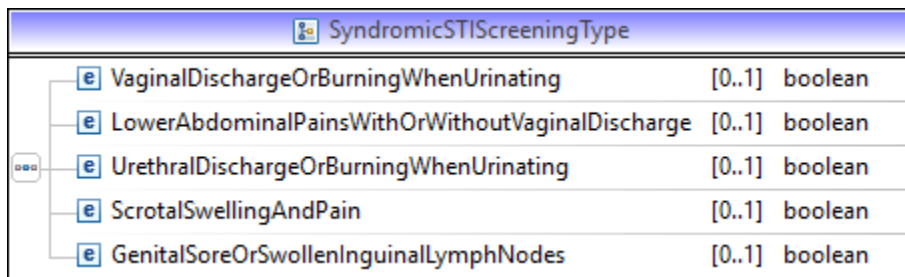 SyndromicSTIScreeningType
e VaginalDischargeOrBurningWhenUrinating [0..1] boolean
e LowerAbdominalPainsWithOrWithoutVaginalDischarge [0..1] boolean
e UrethralDischargeOrBurningWhenUrinating [0..1] boolean
e ScrotalSwellingAndPain [0..1] boolean
e GenitalSoreOrSwollenInguinalLymphNodes [0..1] boolean